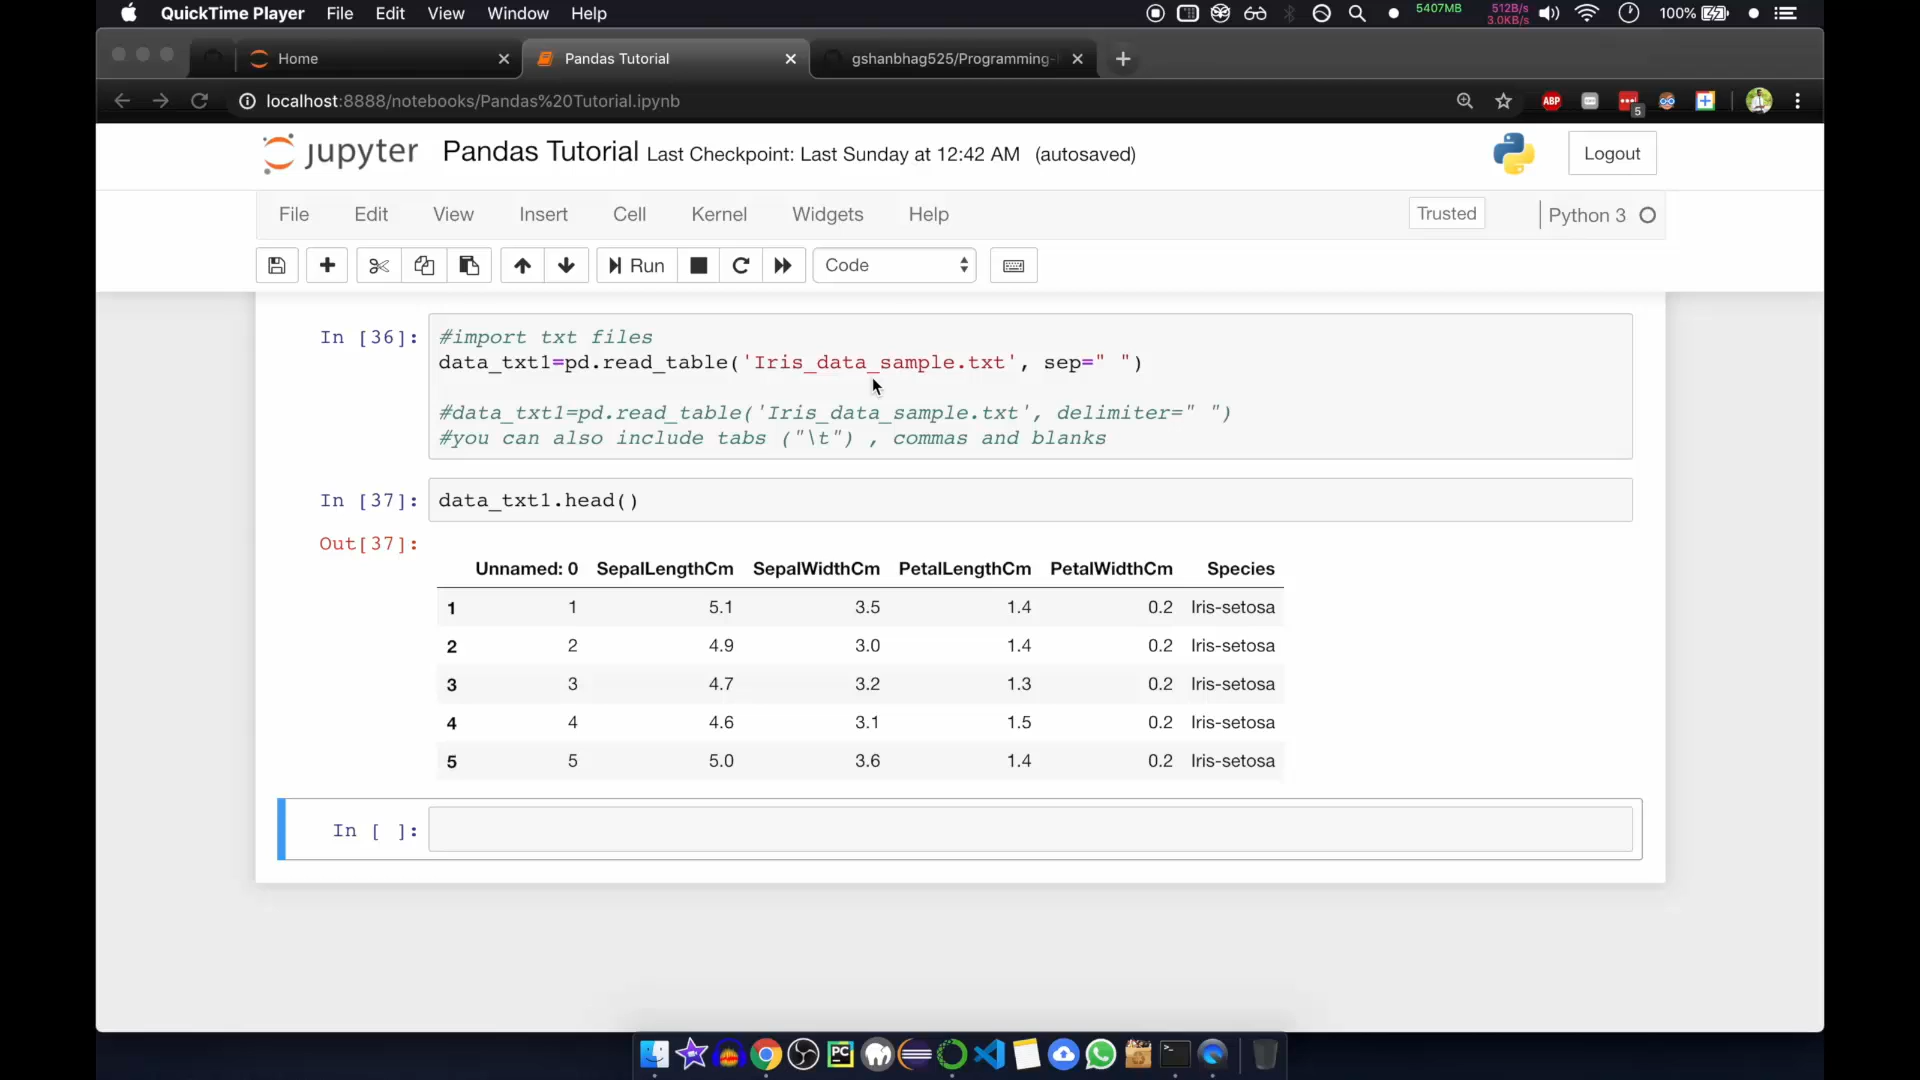 QuickTime Player File Edit View Window Help 5407MB 512B/s 3.0KB/s 100%
Home Pandas Tutorial gshanbhag525/Programming-
localhost:8888/notebooks/Pandas%20Tutorial.ipynb ABP 5
jupyter Pandas Tutorial Last Checkpoint: Last Sunday at 12:42 AM (autosaved) Logout
File Edit View Insert Cell Kernel Widgets Help Trusted Python 3
Run Code
In [36]: #import txt files
data_txt1=pd.read_table('Iris_data_sample.txt', sep=" ")
#data_txt1=pd.read_table('Iris_data_sample.txt', delimiter=" ")
#you can also include tabs ("\t") , commas and blanks
In [37]: data_txt1.head()
Out[37]:
Unnamed: 0 SepalLengthCm SepalWidthCm PetalLengthCm PetalWidthCm Species
1 1 5.1 3.5 1.4 0.2 Iris-setosa
2 2 4.9 3.0 1.4 0.2 Iris-setosa
3 3 4.7 3.2 1.3 0.2 Iris-setosa
4 4 4.6 3.1 1.5 0.2 Iris-setosa
5 5 5.0 3.6 1.4 0.2 Iris-setosa
In [ ]:
PC